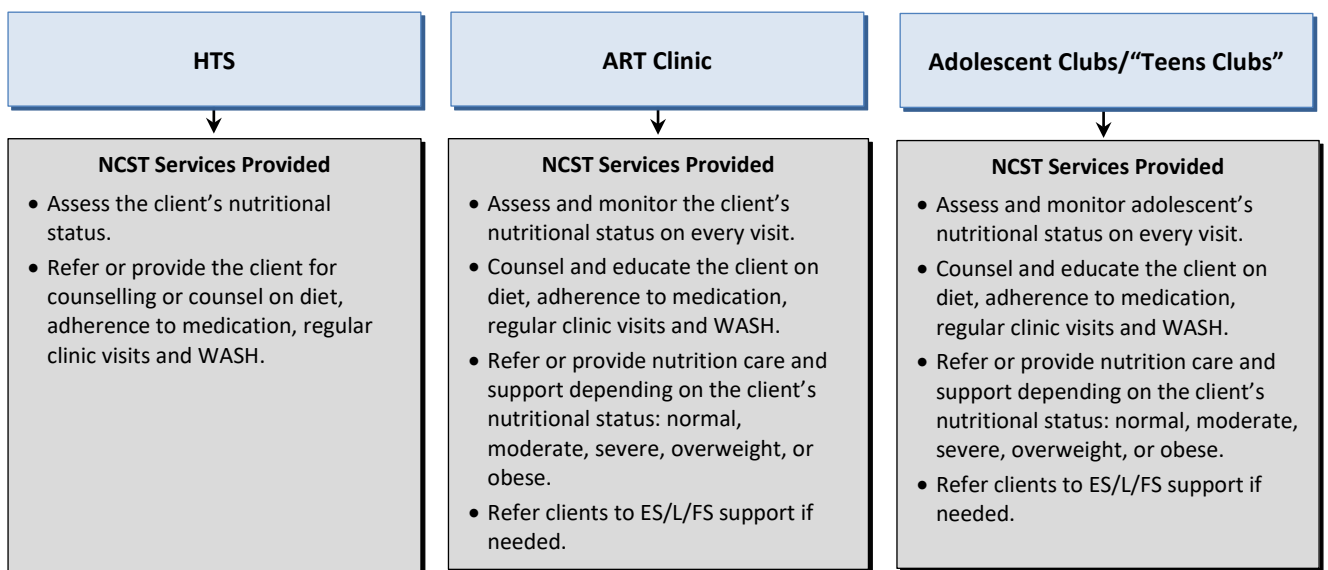 HTS
NCST Services Provided
• Assess the client’s nutritional
status.
• Refer or provide the client for
counselling or counsel on diet,
adherence to medication, regular
clinic visits and WASH.
ART Clinic
NCST Services Provided
• Assess and monitor the client’s
nutritional status on every visit.
• Counsel and educate the client on
diet, adherence to medication,
regular clinic visits and WASH.
• Refer or provide nutrition care and
support depending on the client’s
nutritional status: normal,
moderate, severe, overweight, or
obese.
• Refer clients to ES/L/FS support if
needed.
Adolescent Clubs/“Teens Clubs”
NCST Services Provided
• Assess and monitor adolescent’s
nutritional status on every visit.
• Counsel and educate the client on
diet, adherence to medication,
regular clinic visits and WASH.
• Refer or provide nutrition care and
support depending on the client’s
nutritional status: normal, moderate,
severe, overweight, or obese.
• Refer clients to ES/L/FS support if
needed.